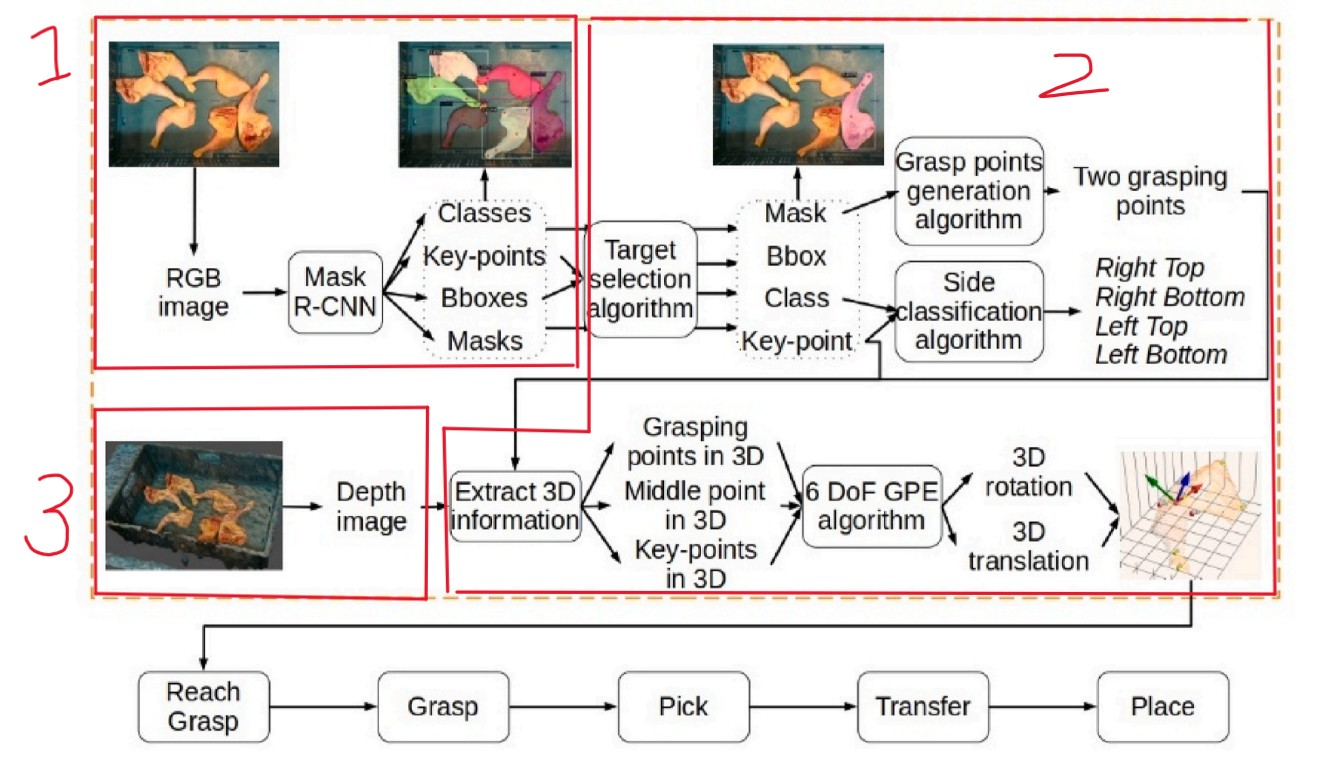 1
2
RGB
image
Mask
R-CNN
Classes
Key-points
Bboxes
Masks
Target
selection
algorithm
Mask
Bbox
Class
Key-point
Grasp points
generation
algorithm
Two grasping
points
Side
classification
algorithm
Right Top
Right Bottom
Left Top
Left Bottom
3
Depth
image
Extract 3D
information
Grasping
points in 3D
Middle point
in 3D
Key-points
in 3D
6 DoF GPE
algorithm
3D
rotation
3D
translation
Reach
Grasp
Grasp
Pick
Transfer
Place